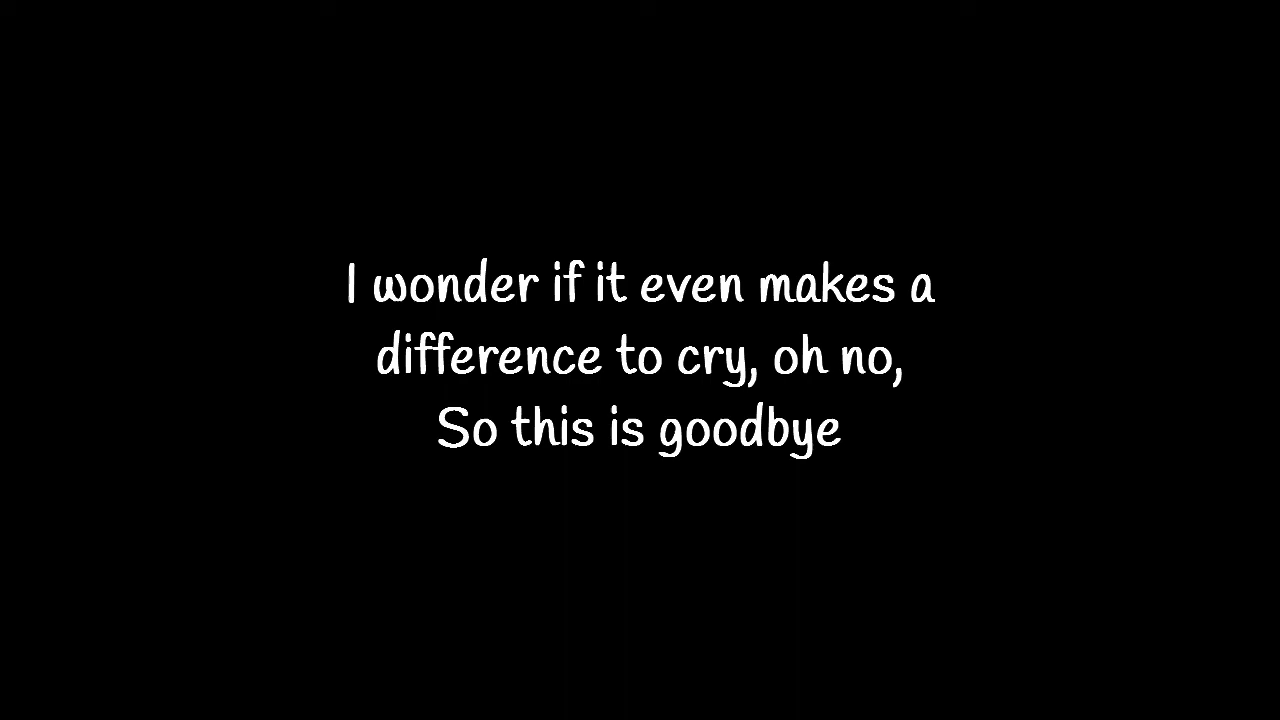 I wonder if it even makes a
difference to cry, oh no,
So this is goodbye